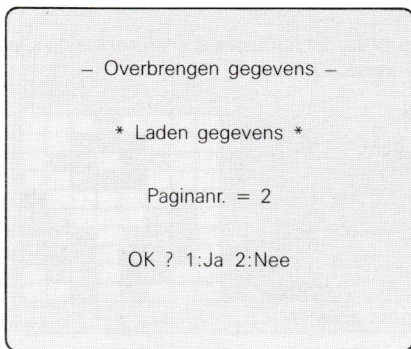 – Overbrengen gegevens –
* Laden gegevens *
Paginanr. = 2
OK ? 1:Ja 2:Nee